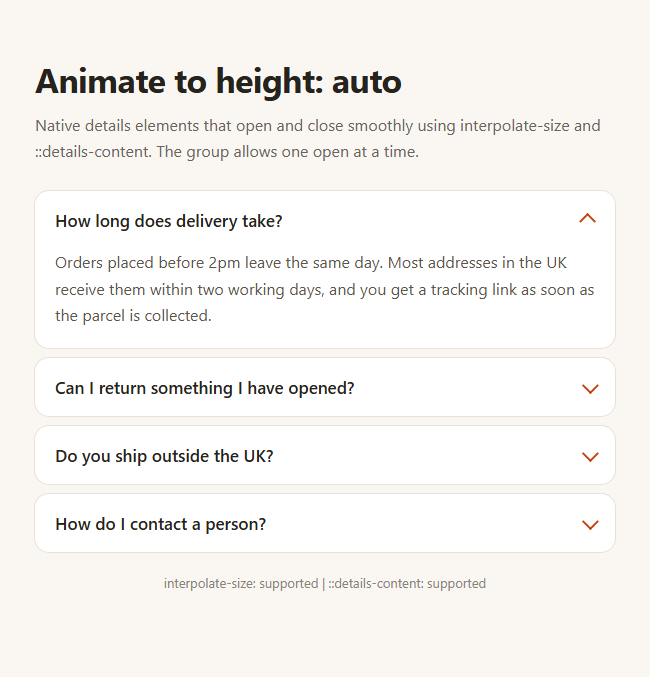 Animate to height: auto
Native details elements that open and close smoothly using interpolate-size and
::details-content. The group allows one open at a time.
How long does delivery take?
Orders placed before 2pm leave the same day. Most addresses in the UK
receive them within two working days, and you get a tracking link as soon as
the parcel is collected.
Can I return something I have opened?
Do you ship outside the UK?
How do I contact a person?
interpolate-size: supported | ::details-content: supported